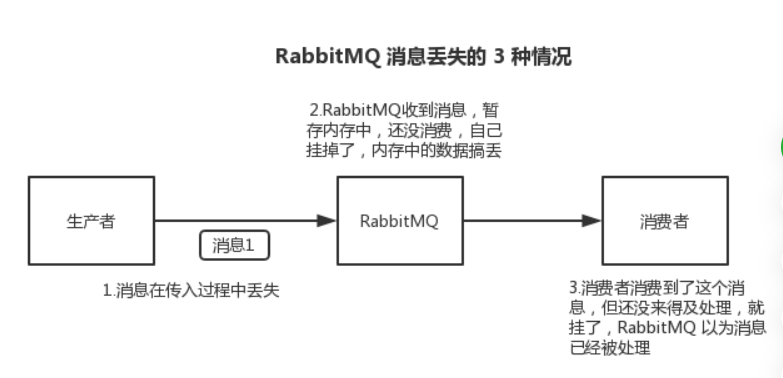 RabbitMQ 消息丢失的 3 种情况
2.RabbitMQ收到消息，暂
存内存中，还没消费，自己
挂掉了，内存中的数据搞丢
生产者
消息1
RabbitMQ
消费者
1.消息在传入过程中丢失
3.消费者消费到了这个消
息，但还没来得及处理，就
挂了，RabbitMQ 以为消息
已经被处理